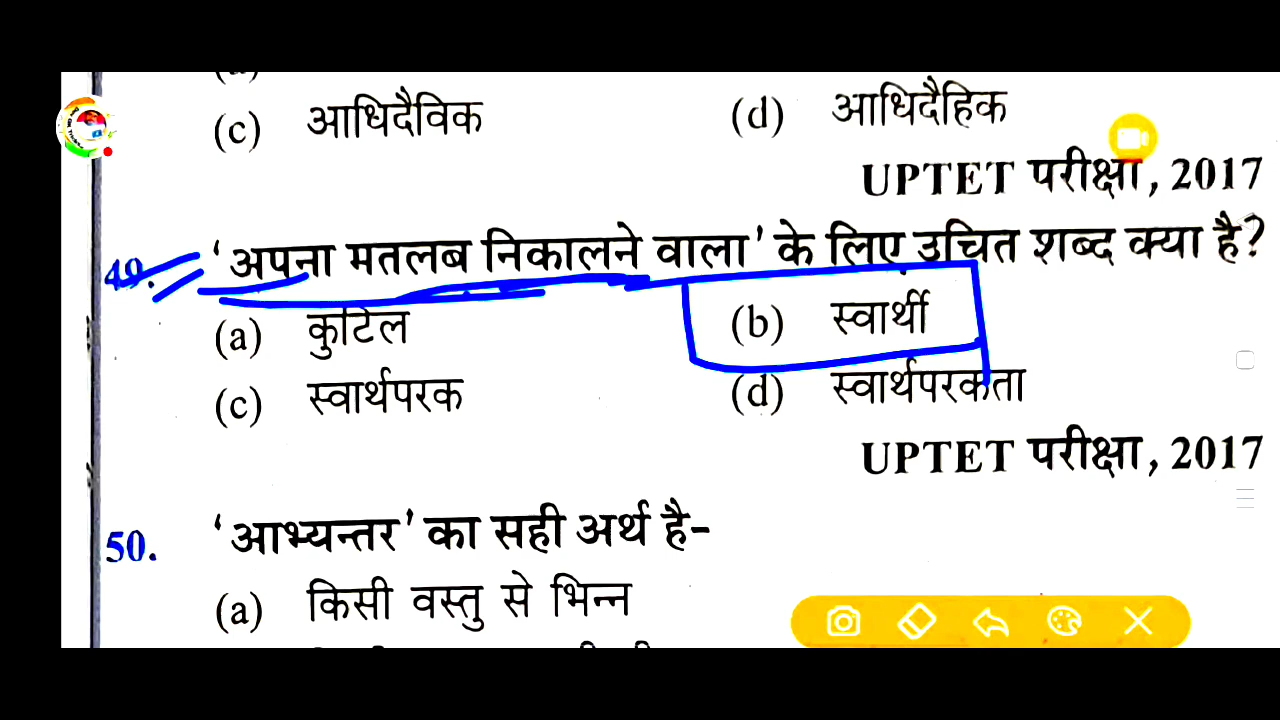 (c) आधिदैविक (d) आधिदैहिक
UPTET परीक्षा, 2017
49. ‘अपना मतलब निकालने वाला’ के लिए उचित शब्द क्या है?
(a) कुटिल (b) स्वार्थी
(c) स्वार्थपरक (d) स्वार्थपरकता
UPTET परीक्षा, 2017
50. ‘आभ्यन्तर’ का सही अर्थ है-
(a) किसी वस्तु से भिन्न